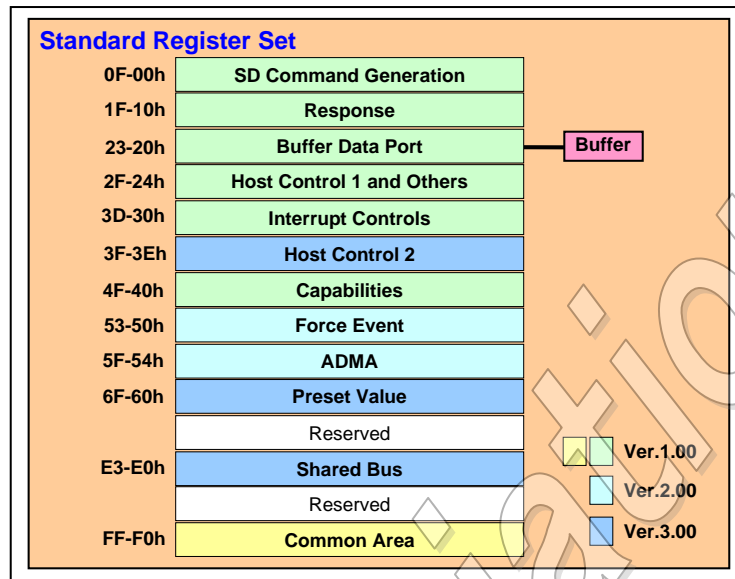 Standard Register Set
0F-00h SD Command Generation
1F-10h Response
23-20h Buffer Data Port Buffer
2F-24h Host Control 1 and Others
3D-30h Interrupt Controls
3F-3Eh Host Control 2
4F-40h Capabilities
53-50h Force Event
5F-54h ADMA
6F-60h Preset Value
Reserved
E3-E0h Shared Bus
Reserved
FF-F0h Common Area
Ver.1.00
Ver.2.00
Ver.3.00